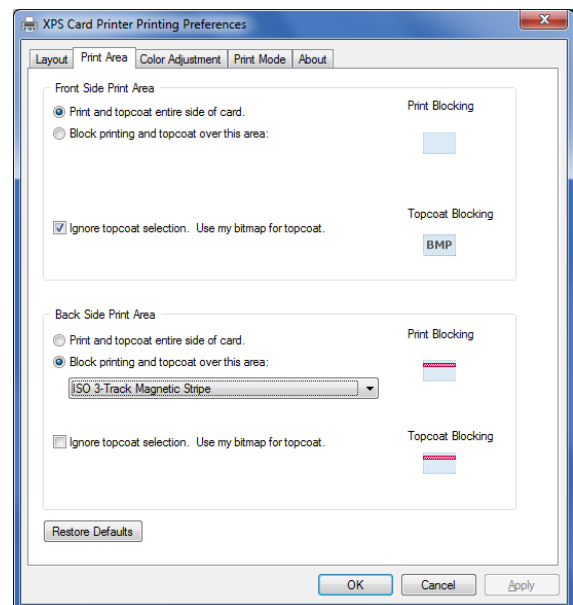 XPS Card Printer Printing Preferences
Layout Print Area Color Adjustment Print Mode About
Front Side Print Area
Print and topcoat entire side of card.
Print Blocking
Block printing and topcoat over this area:
Topcoat Blocking
Ignore topcoat selection. Use my bitmap for topcoat.
BMP
Back Side Print Area
Print and topcoat entire side of card.
Print Blocking
Block printing and topcoat over this area:
ISO 3-Track Magnetic Stripe
Ignore topcoat selection. Use my bitmap for topcoat.
Topcoat Blocking
Restore Defaults
OK Cancel Apply